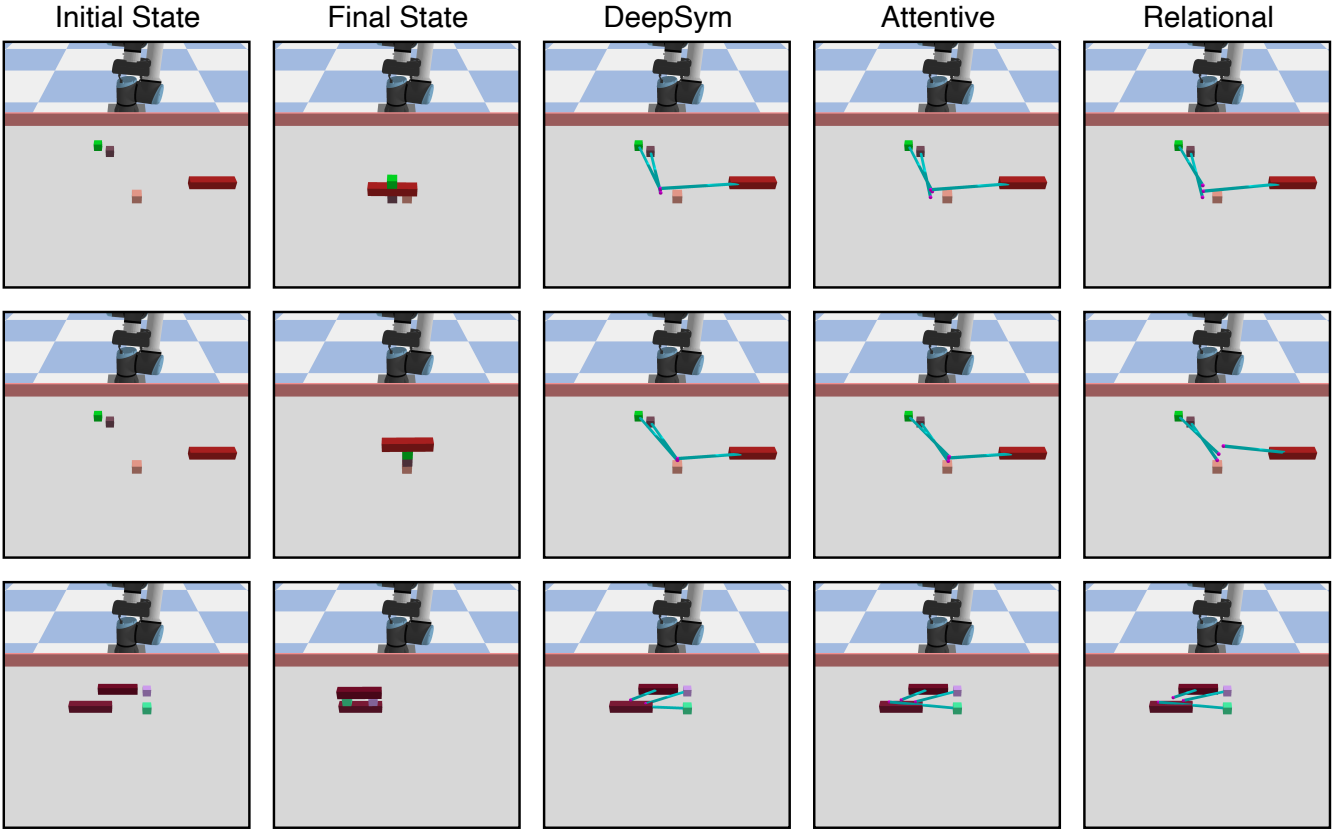 Initial State
Final State
DeepSym
Attentive
Relational